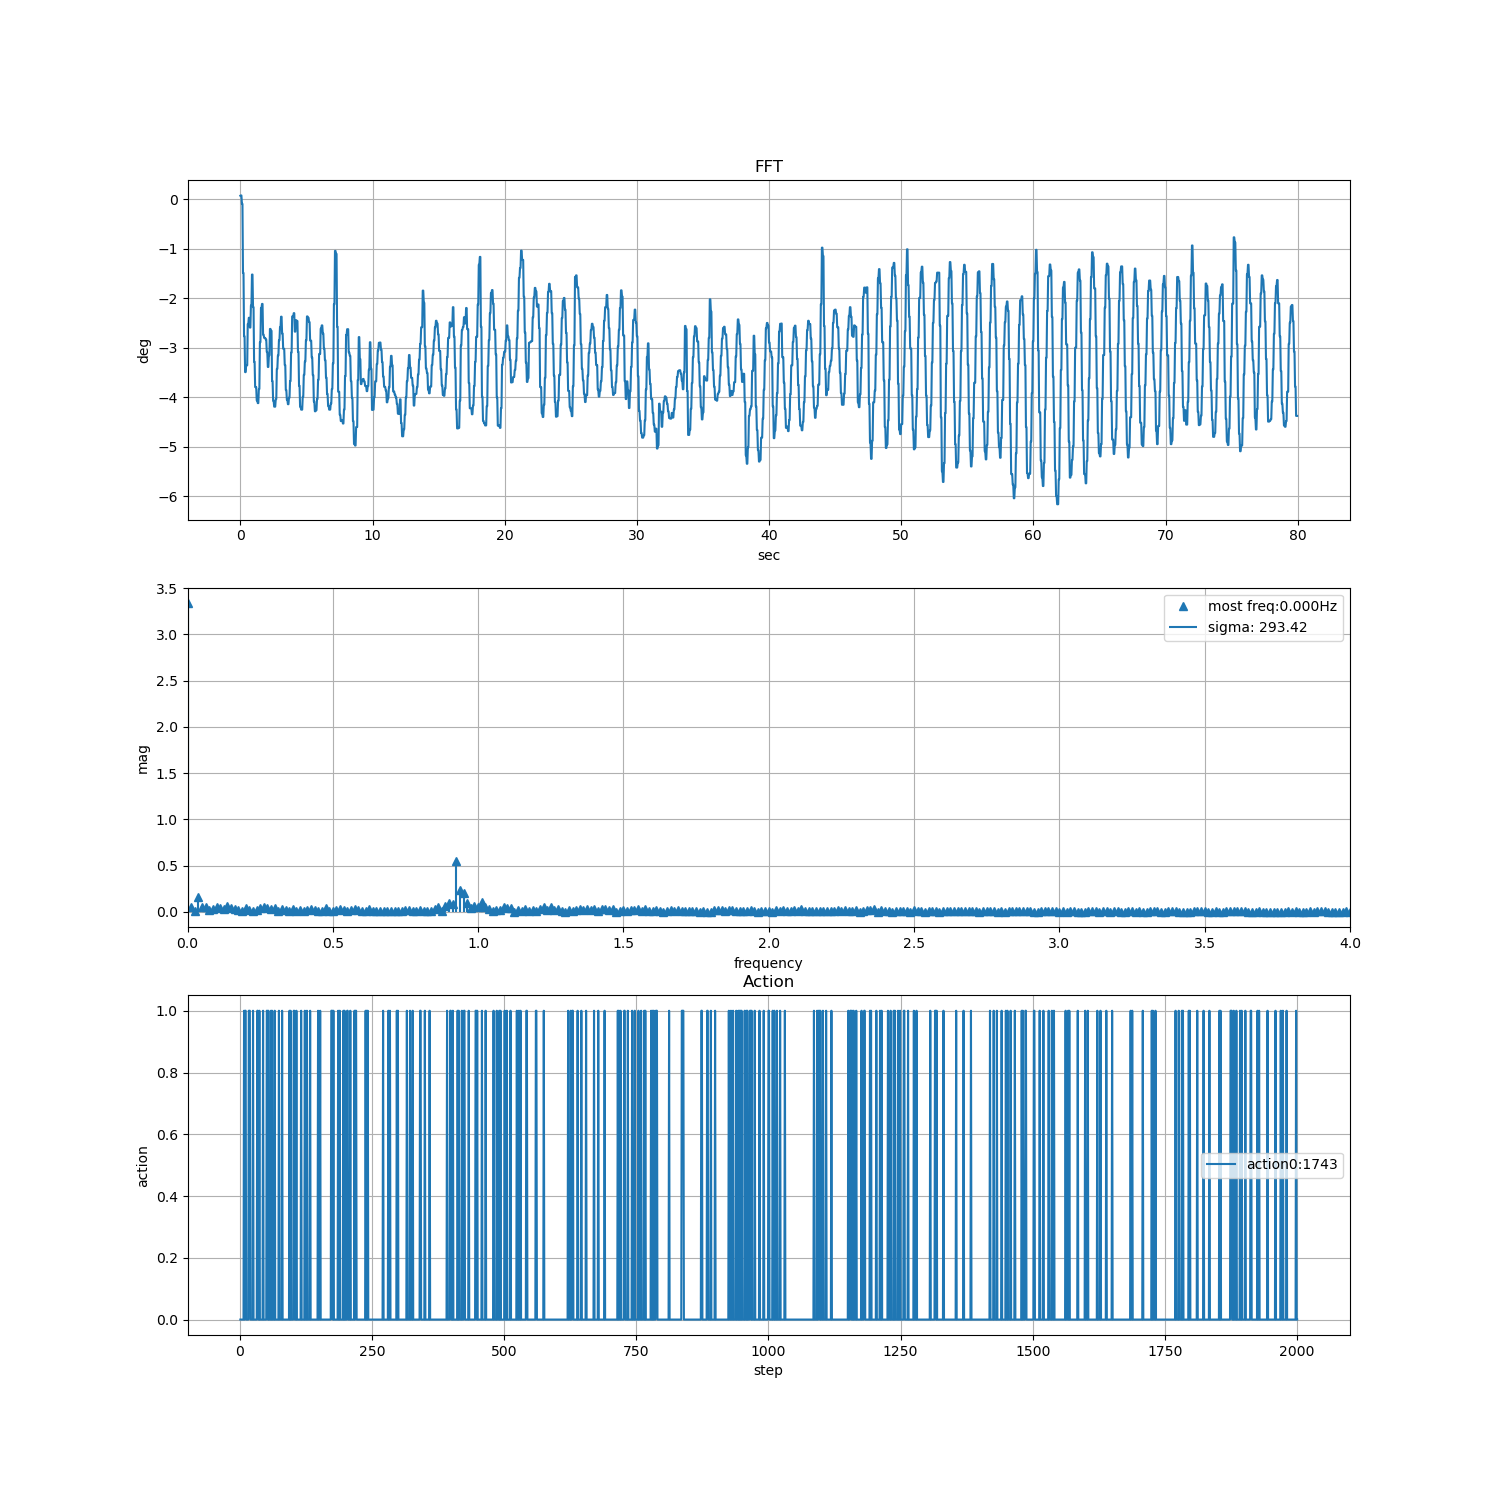 FFT
0
−1
−2
−3
−4
−5
−6
deg
0 10 20 30 40 50 60 70 80
sec
3.5
3.0
2.5
2.0
1.5
1.0
0.5
0.0
mag
most freq:0.000Hz
sigma: 293.42
0.0 0.5 1.0 1.5 2.0 2.5 3.0 3.5 4.0
frequency
Action
1.0
0.8
0.6
0.4
0.2
0.0
action
action0:1743
0 250 500 750 1000 1250 1500 1750 2000
step